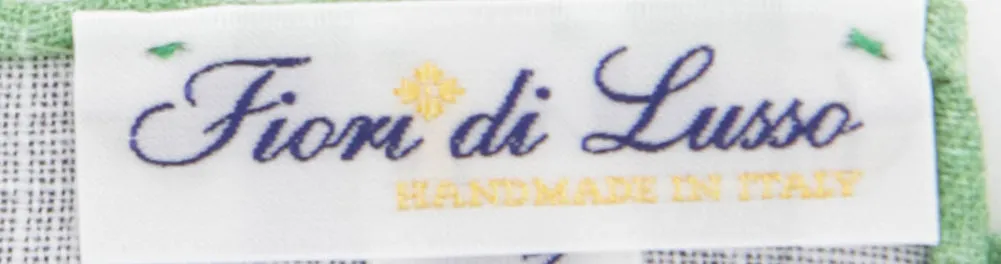 Fiori di Lusso
HANDMADE IN ITALY